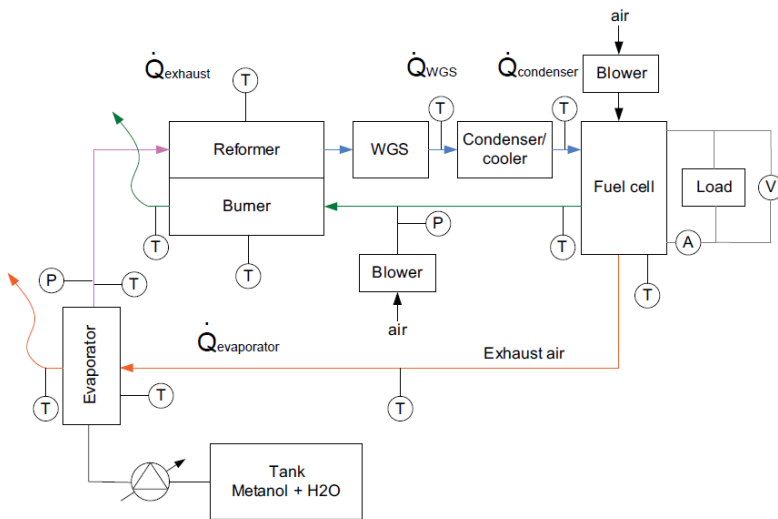 air
Q̇exhaust
Q̇WGS
Q̇condenser
Blower
T
T
T
Reformer
WGS
Condenser/
cooler
Fuel cell
Load
V
Burner
P
A
T
T
T
Blower
T
P
T
air
Q̇evaporator
Exhaust air
Evaporator
T
T
T
Tank
Metanol + H2O